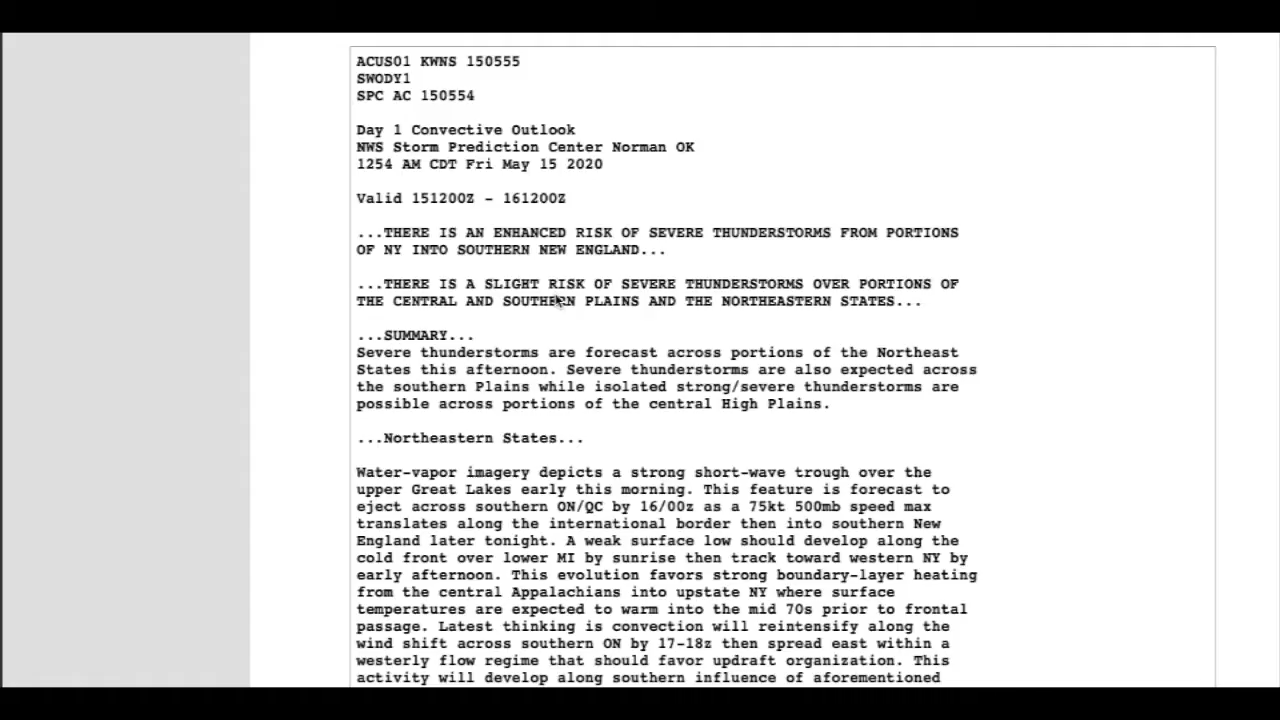 ACUS01 KWNS 150555
SWODY1
SPC AC 150554
Day 1 Convective Outlook
NWS Storm Prediction Center Norman OK
1254 AM CDT Fri May 15 2020
Valid 151200Z - 161200Z
...THERE IS AN ENHANCED RISK OF SEVERE THUNDERSTORMS FROM PORTIONS
OF NY INTO SOUTHERN NEW ENGLAND...
...THERE IS A SLIGHT RISK OF SEVERE THUNDERSTORMS OVER PORTIONS OF
THE CENTRAL AND SOUTHERN PLAINS AND THE NORTHEASTERN STATES...
...SUMMARY...
Severe thunderstorms are forecast across portions of the Northeast
States this afternoon. Severe thunderstorms are also expected across
the southern Plains while isolated strong/severe thunderstorms are
possible across portions of the central High Plains.
...Northeastern States...
Water-vapor imagery depicts a strong short-wave trough over the
upper Great Lakes early this morning. This feature is forecast to
eject across southern ON/QC by 16/00z as a 75kt 500mb speed max
translates along the international border then into southern New
England later tonight. A weak surface low should develop along the
cold front over lower MI by sunrise then track toward western NY by
early afternoon. This evolution favors strong boundary-layer heating
from the central Appalachians into upstate NY where surface
temperatures are expected to warm into the mid 70s prior to frontal
passage. Latest thinking is convection will reintensify along the
wind shift across southern ON by 17-18z then spread east within a
westerly flow regime that should favor updraft organization. This
activity will develop along southern influence of aforementioned